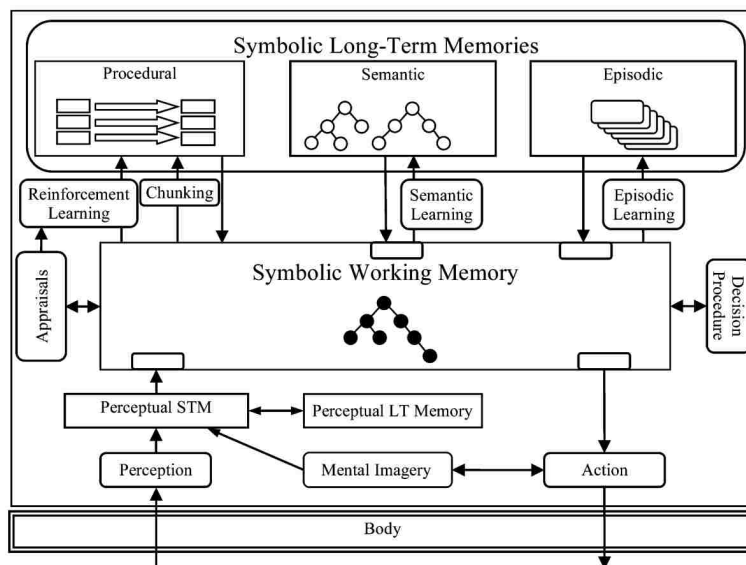 Symbolic Long-Term Memories
Procedural
Semantic
Episodic
Reinforcement
Learning
Chunking
Semantic
Learning
Episodic
Learning
Symbolic Working Memory
Appraisals
Decision
Procedure
Perceptual STM
Perceptual LT Memory
Perception
Mental Imagery
Action
Body